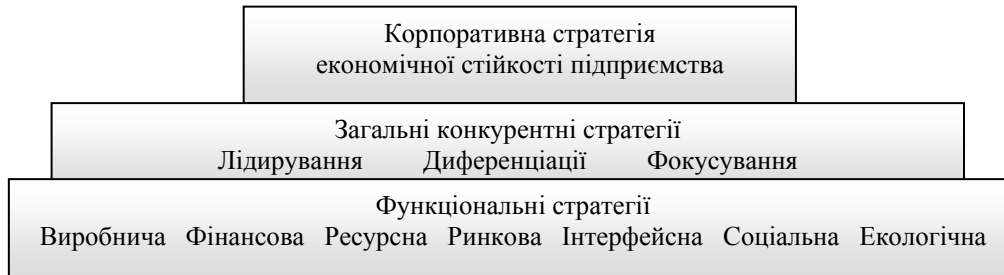 Корпоративна стратегія
економічної стійкості підприємства
Загальні конкурентні стратегії
Лідирування Диференціації Фокусування
Функціональні стратегії
Виробнича Фінансова Ресурсна Ринкова Інтерфейсна Соціальна Екологічна